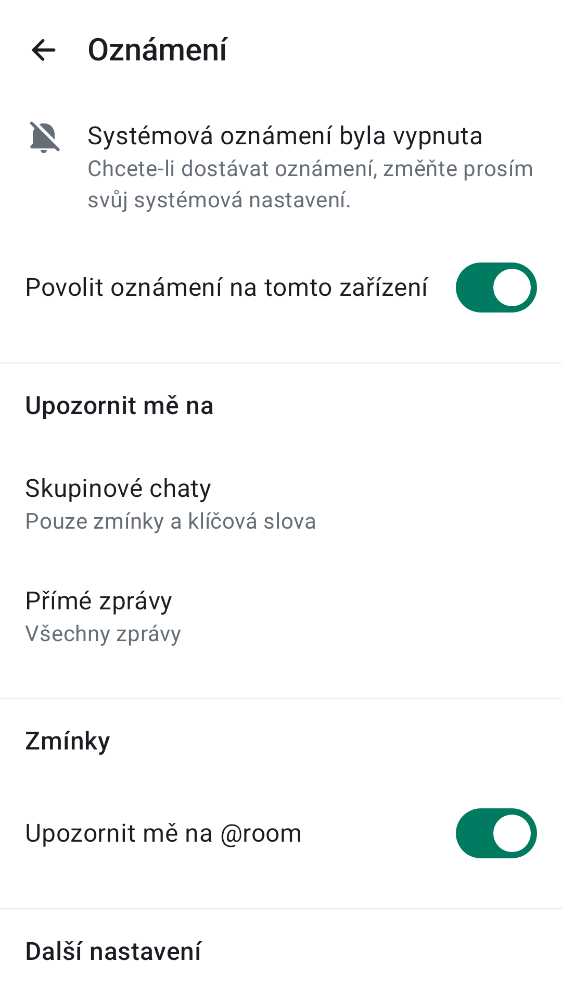 Oznámení
Systémová oznámení byla vypnuta
Chcete-li dostávat oznámení, změňte prosím
svůj systémová nastavení.
Povolit oznámení na tomto zařízení
Upozornit mě na
Skupinové chaty
Pouze zmínky a klíčová slova
Přímé zprávy
Všechny zprávy
Zmínky
Upozornit mě na @room
Další nastavení